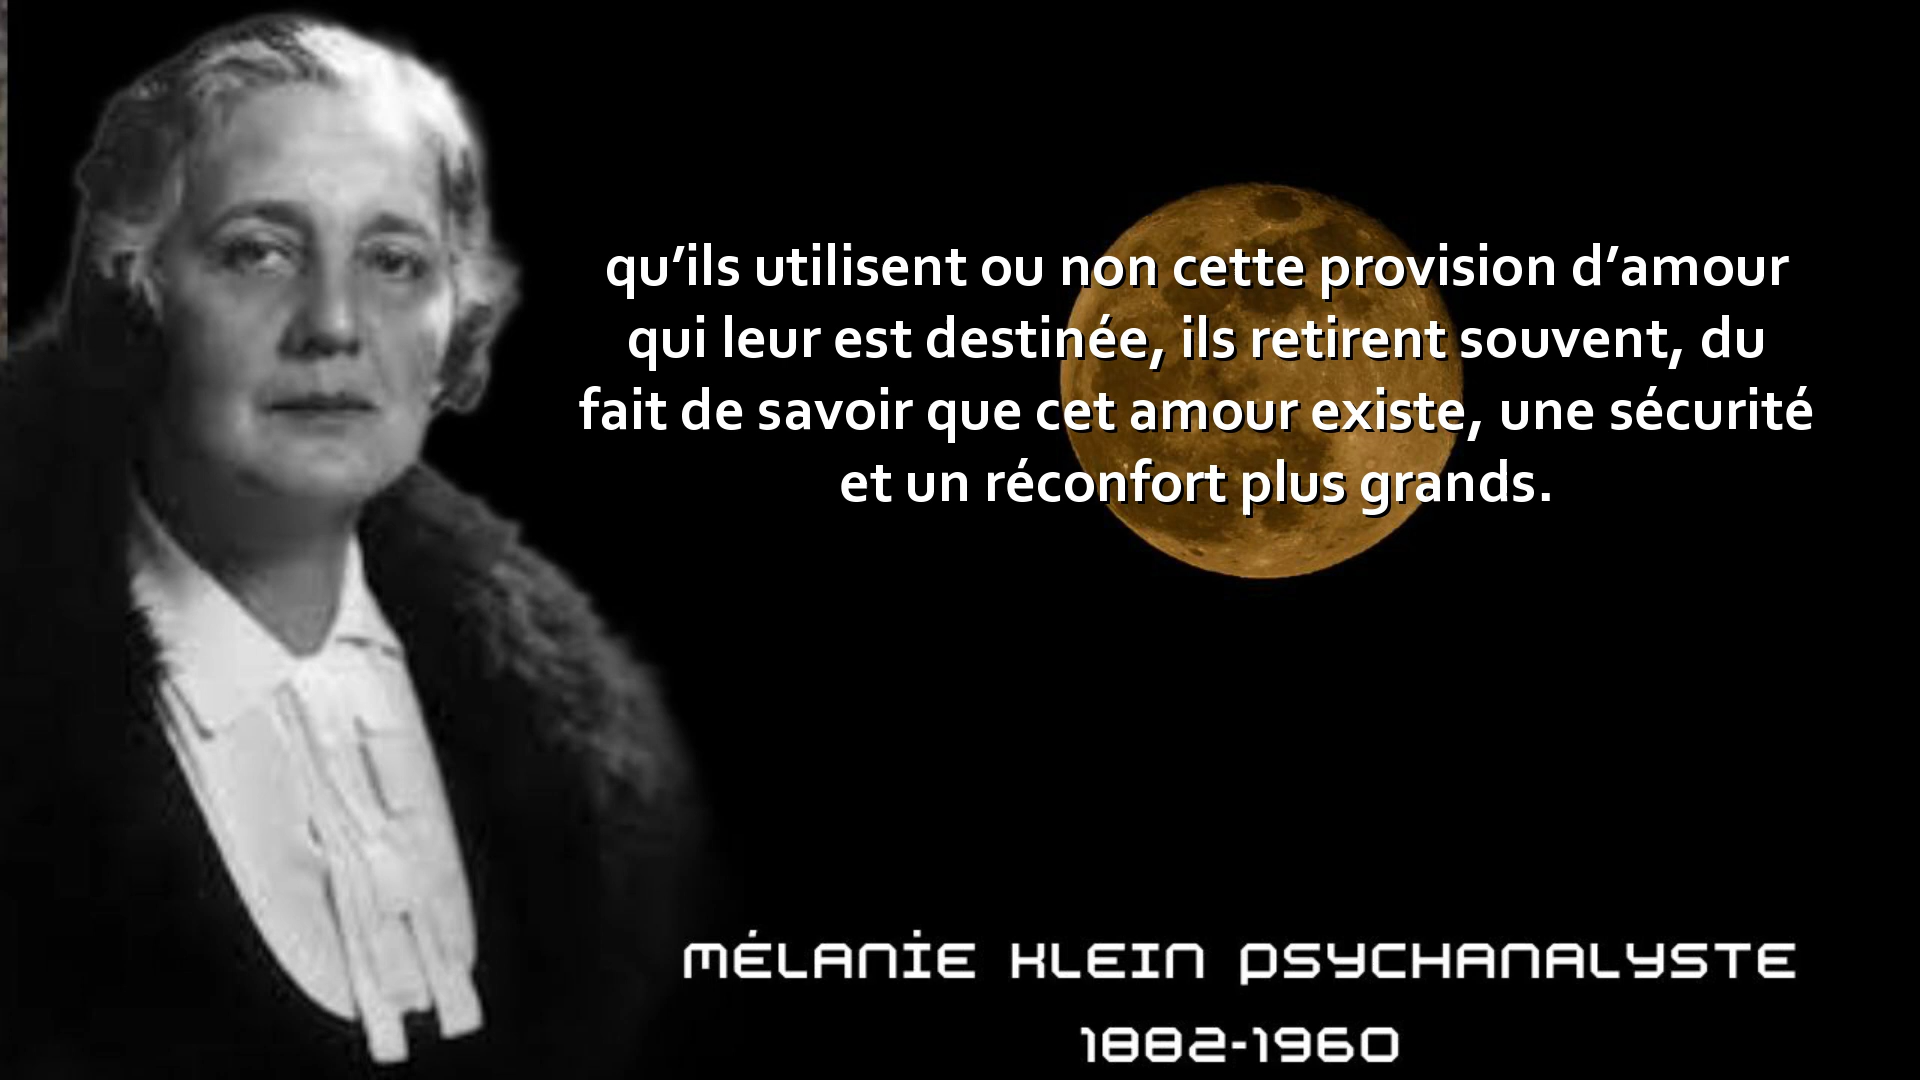 qu’ils utilisent ou non cette provision d’amour
qui leur est destinée, ils retirent souvent, du
fait de savoir que cet amour existe, une sécurité
et un réconfort plus grands.
MÉLANIE KLEIN PSYCHANALYSTE
1882-1960